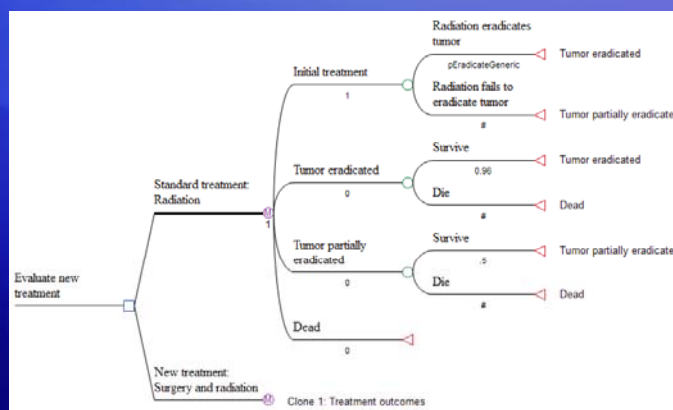 Radiation eradicates
tumor
pEradicateGeneric
Tumor eradicated
Initial treatment
1
Radiation fails to
eradicate tumor
#
Tumor partially eradicate
Survive
0.96
Tumor eradicated
Tumor eradicated
0
Die
#
Dead
Standard treatment:
Radiation
M
1
Survive
.5
Tumor partially eradicate
Tumor partially
eradicated
0
Die
#
Dead
Evaluate new
treatment
Dead
0
New treatment:
Surgery and radiation
M
Clone 1: Treatment outcomes